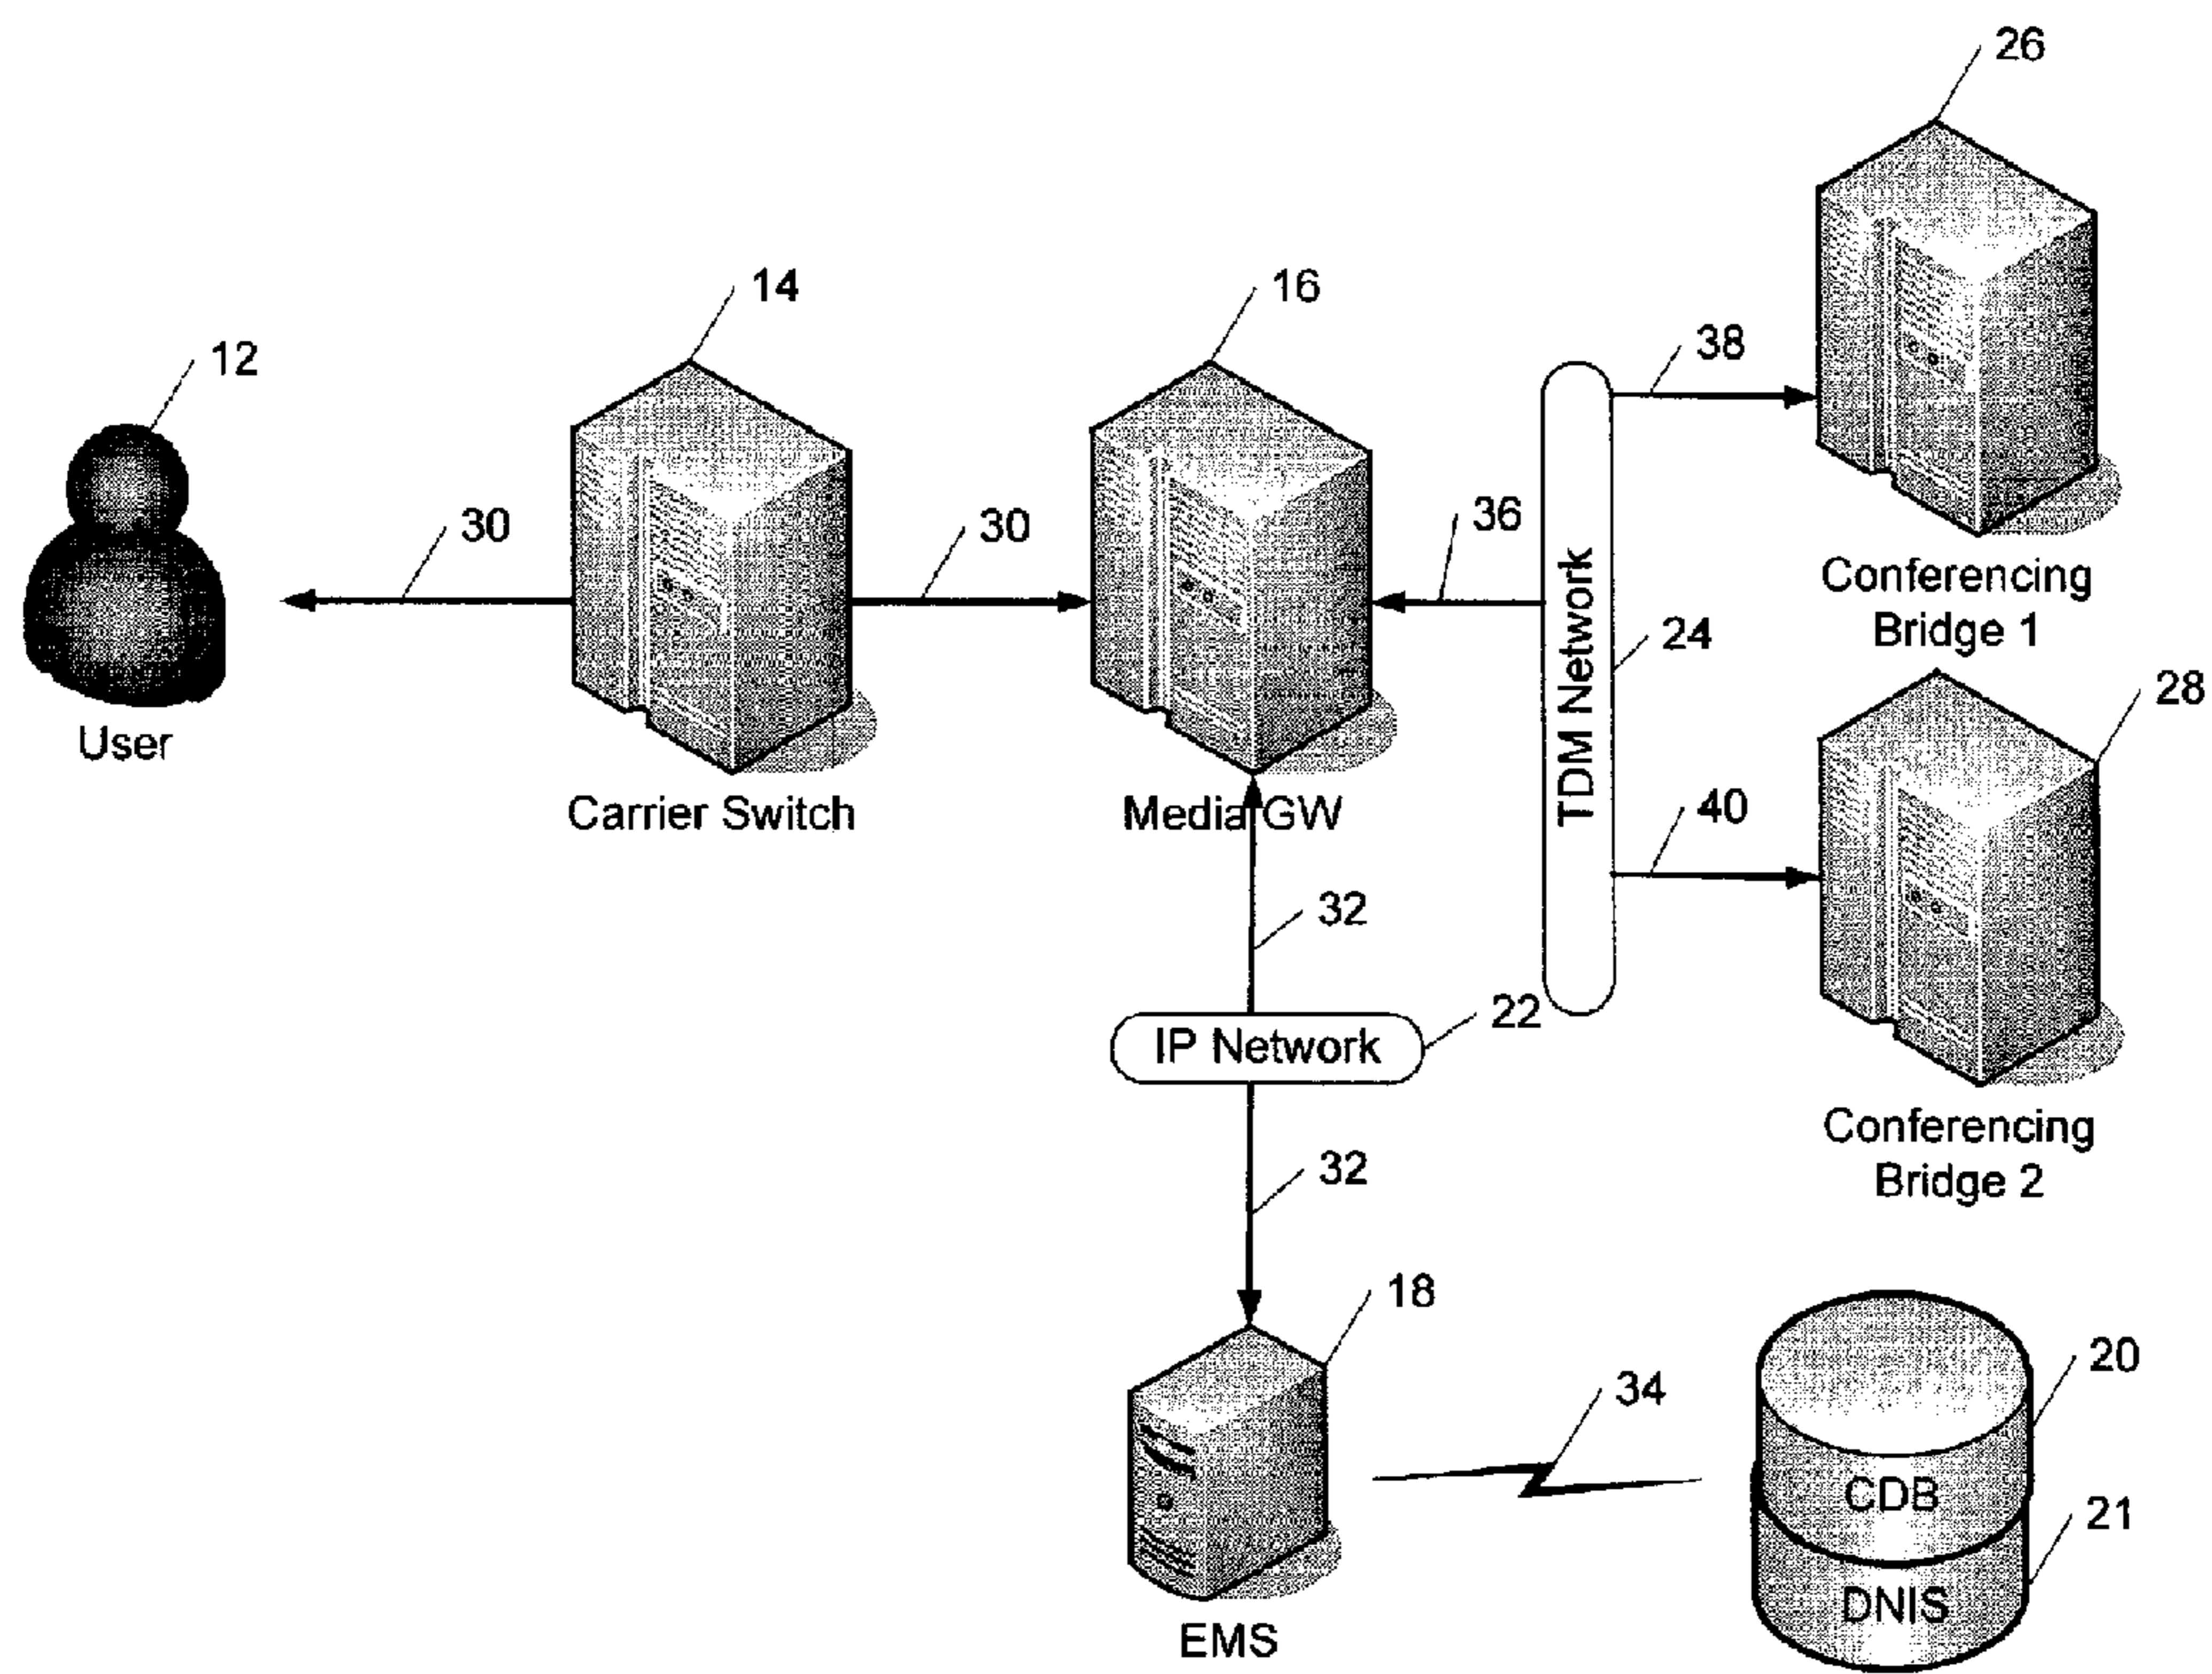 26
14
16
12
38
30
30
36
TDM Network
24
Conferencing
Bridge 1
28
User
Carrier Switch
Media GW
40
32
22
IP Network
Conferencing
Bridge 2
32
18
34
20
CDB
21
DNIS
EMS